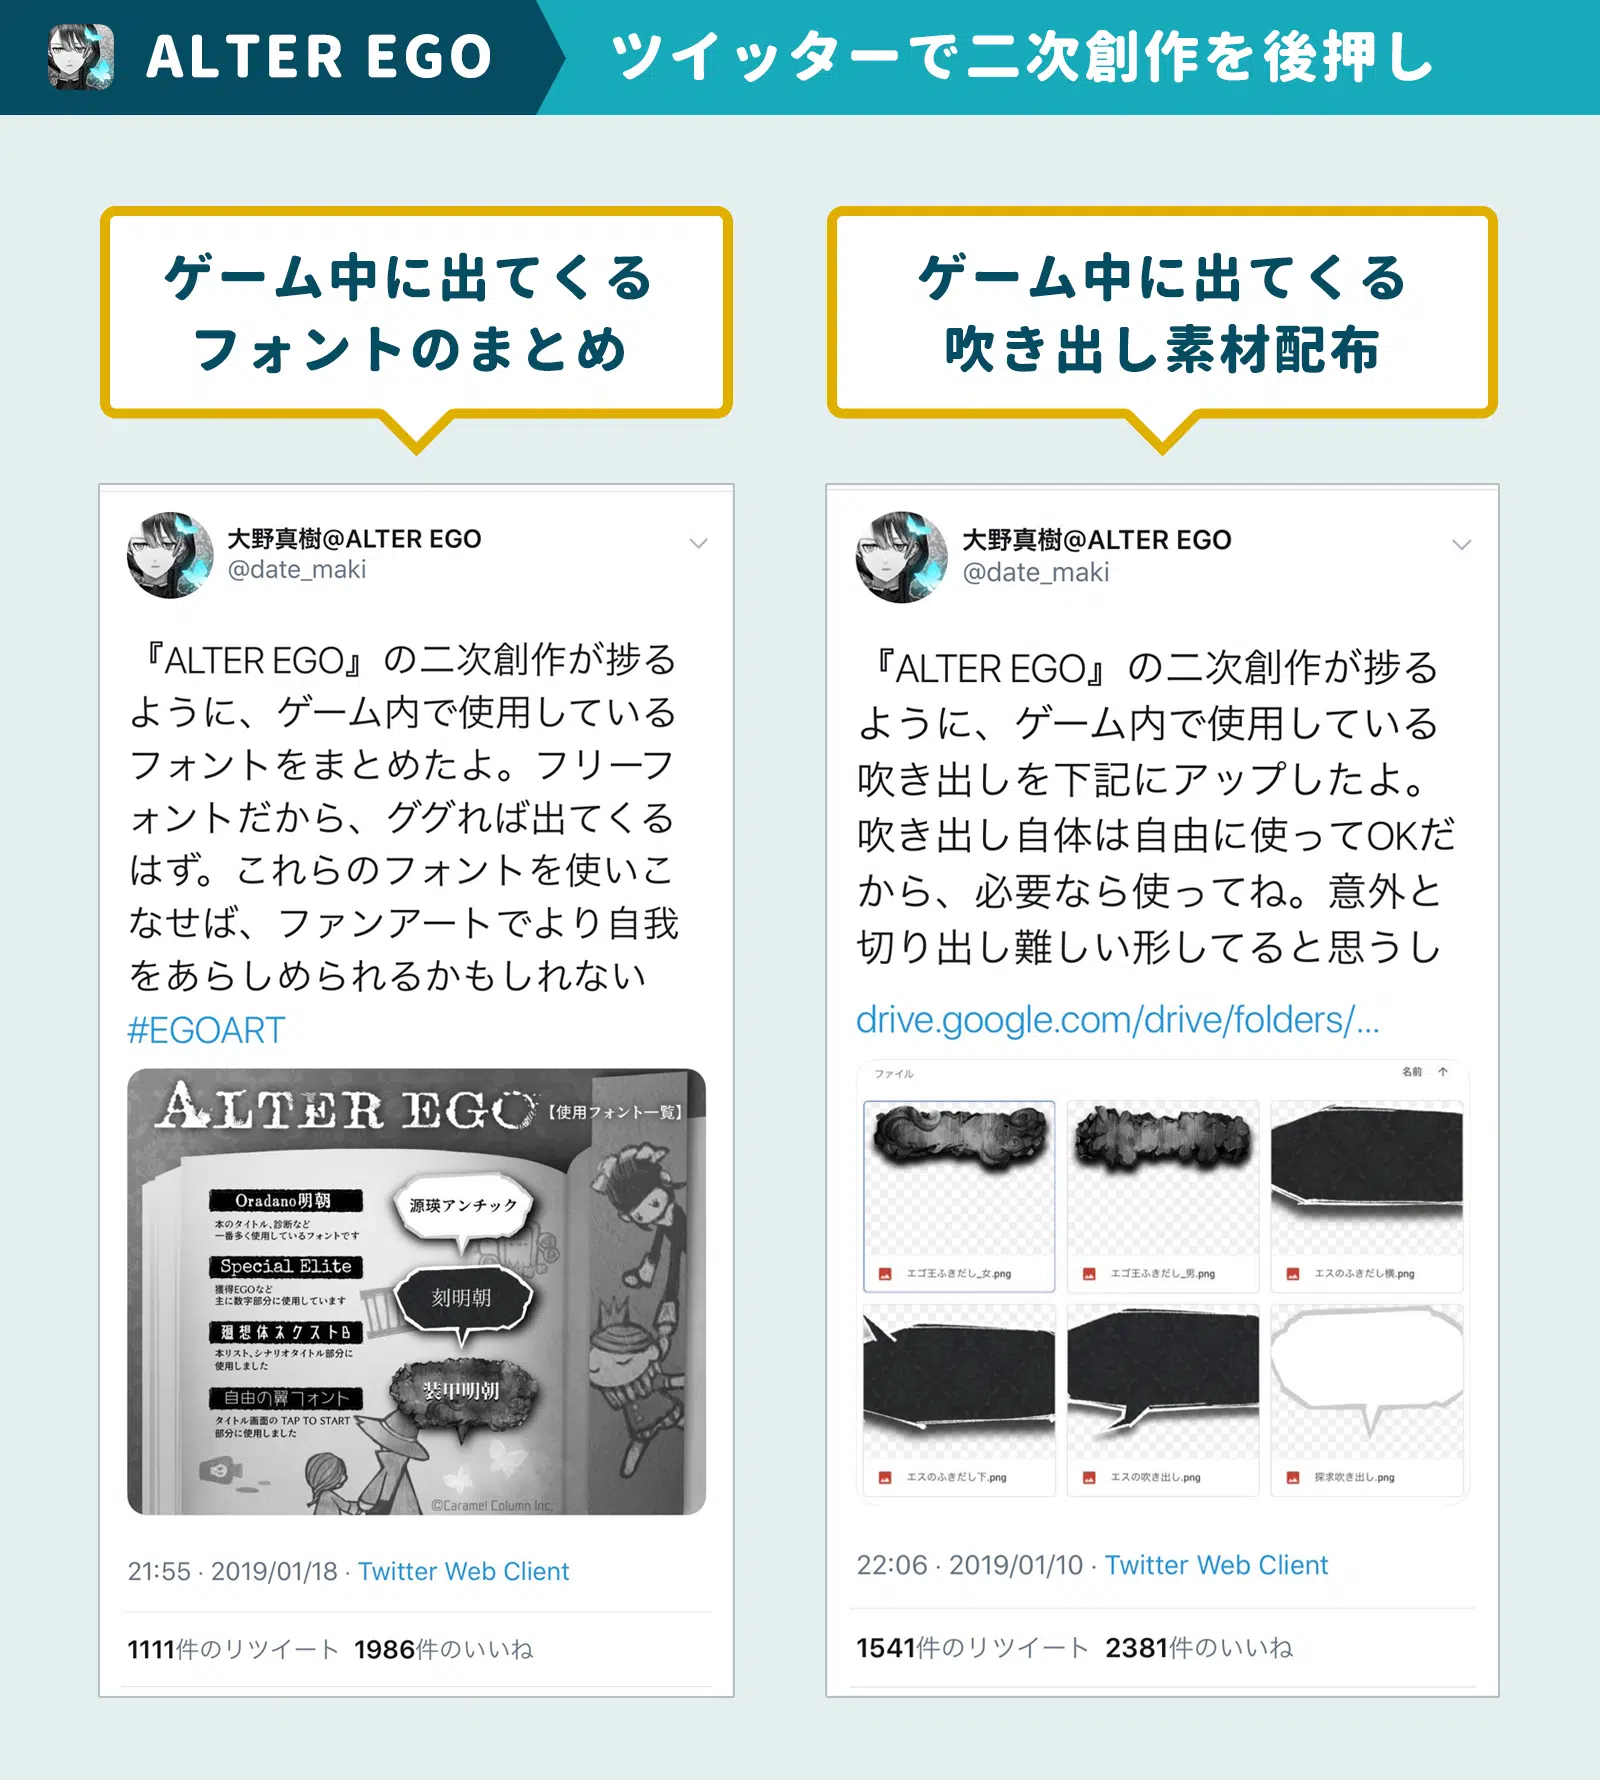 ALTER EGO
ツイッターで二次創作を後押し
ゲーム中に出てくる
フォントのまとめ
大野真樹@ALTER EGO
@date_maki
『ALTER EGO』の二次創作が捗る
ように、ゲーム内で使用している
フォントをまとめたよ。フリーフ
ォントだから、ググれば出てくる
はず。これらのフォントを使いこ
なせば、ファンアートでより自我
をあらしめられるかもしれない
#EGOART
ALTER EGO【使用フォント一覧】
Oradano明朝
本のタイトル、診断など
一番多く使用しているフォントです
Special Elite
獲得EGOなど
主に数字部分に使用しています
廻想体ネクストB
本リスト、シナリオタイトル部分に
使用しました
自由の翼フォント
タイトル画面の TAP TO START
部分に使用しました
源瑛アンチック
刻明朝
装甲明朝
©Caramel Column Inc.
21:55 · 2019/01/18 · Twitter Web Client
1111件のリツイート 1986件のいいね
ゲーム中に出てくる
吹き出し素材配布
大野真樹@ALTER EGO
@date_maki
『ALTER EGO』の二次創作が捗る
ように、ゲーム内で使用している
吹き出しを下記にアップしたよ。
吹き出し自体は自由に使ってOKだ
から、必要なら使ってね。意外と
切り出し難しい形してると思うし
drive.google.com/drive/folders/...
ファイル
名前 ↑
エゴ王ふきだし_女.png
エゴ王ふきだし_男.png
エスのふきだし横.png
エスのふきだし下.png
エスの吹き出し.png
探求吹き出し.png
22:06 · 2019/01/10 · Twitter Web Client
1541件のリツイート 2381件のいいね